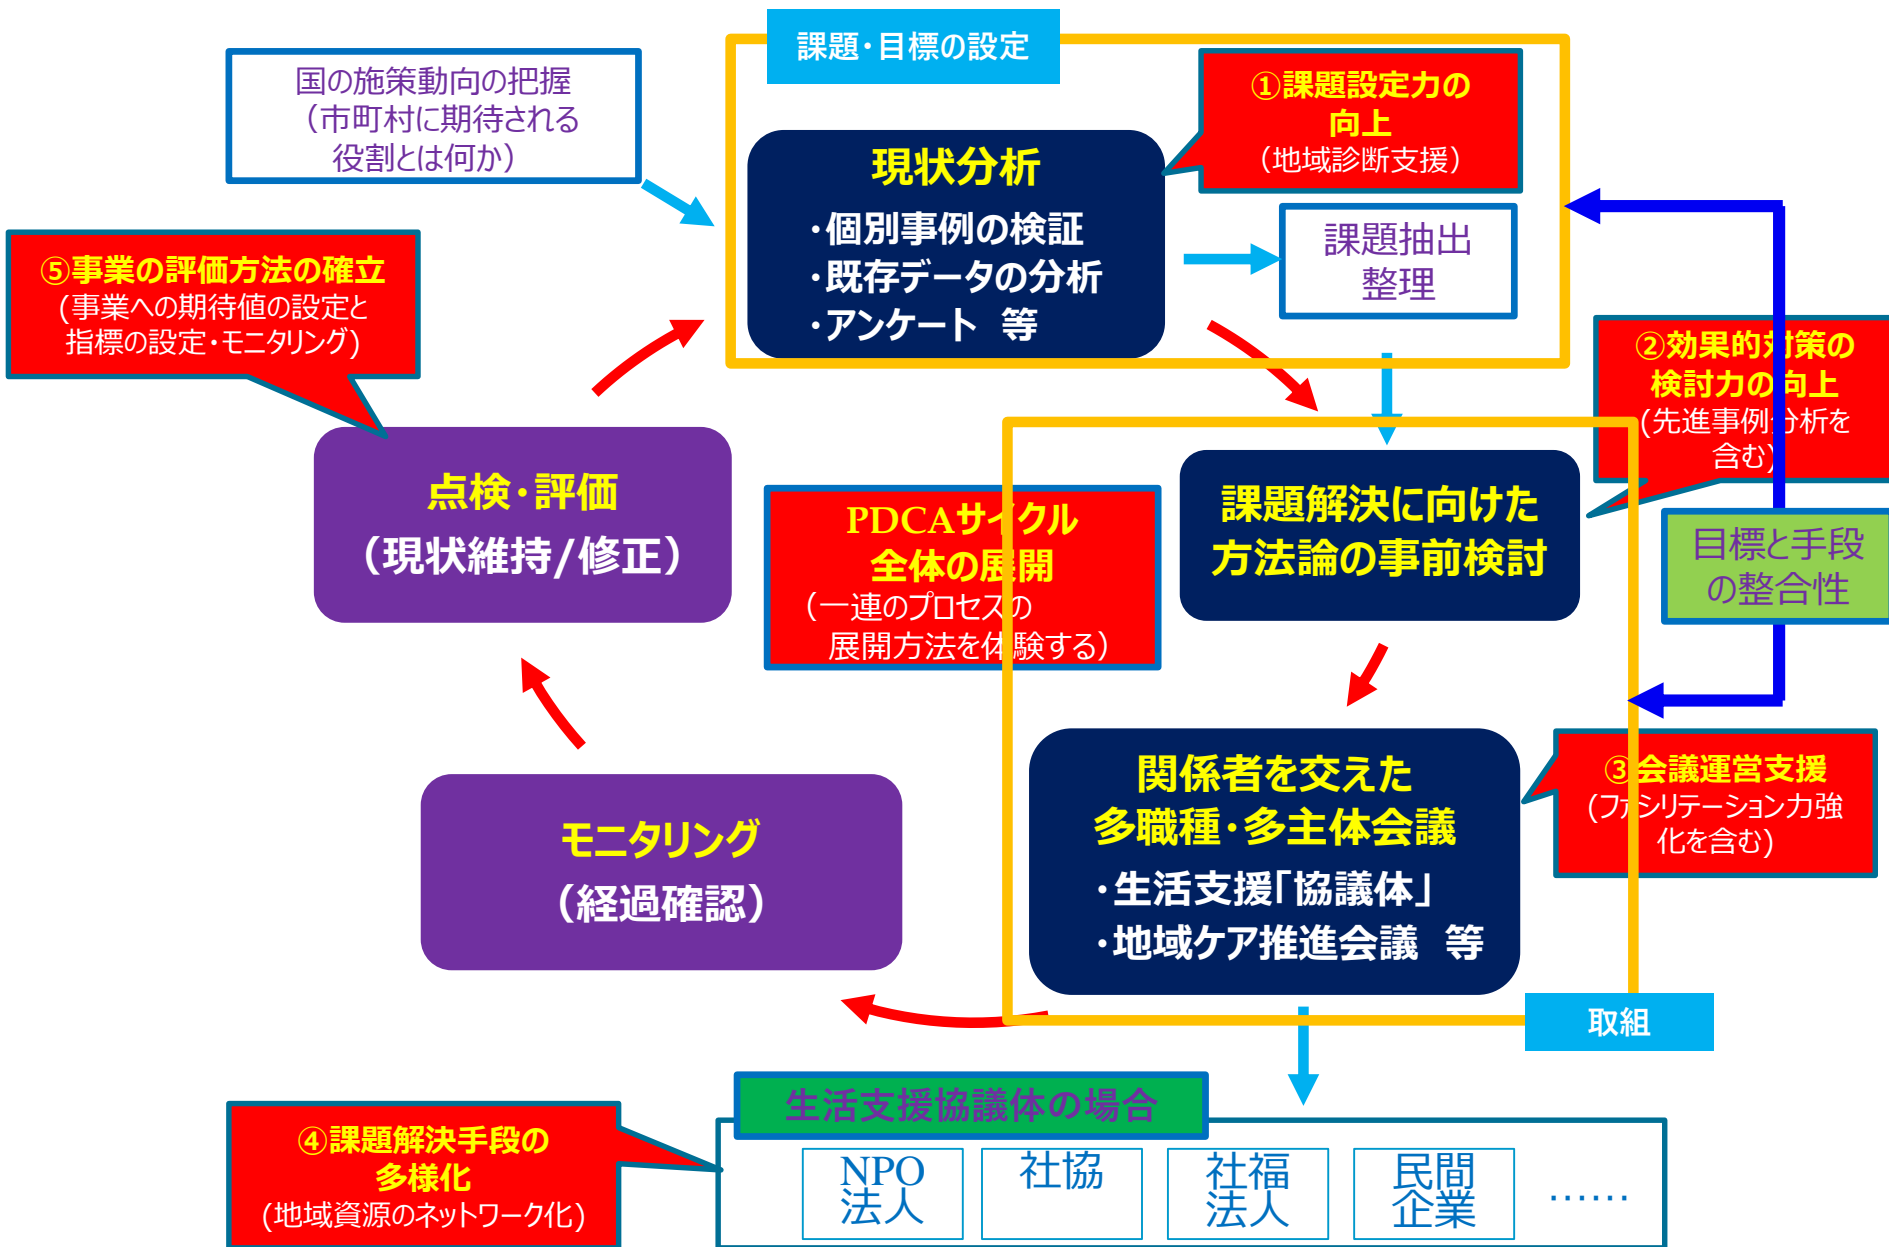 課題・目標の設定
国の施策動向の把握
（市町村に期待される
役割とは何か）
①課題設定力の
向上
（地域診断支援）
現状分析
・個別事例の検証
・既存データの分析
・アンケート　等
課題抽出
整理
⑤事業の評価方法の確立
(事業への期待値の設定と
指標の設定・モニタリング)
②効果的対策の
検討力の向上
(先進事例分析を
含む)
点検・評価
（現状維持/修正）
PDCAサイクル
全体の展開
（一連のプロセスの
展開方法を体験する）
課題解決に向けた
方法論の事前検討
目標と手段
の整合性
関係者を交えた
多職種・多主体会議
・生活支援「協議体」
・地域ケア推進会議　等
③会議運営支援
(ファシリテーション力強
化を含む)
モニタリング
（経過確認）
取組
生活支援協議体の場合
④課題解決手段の
多様化
(地域資源のネットワーク化)
NPO
法人
社協
社福
法人
民間
企業
……